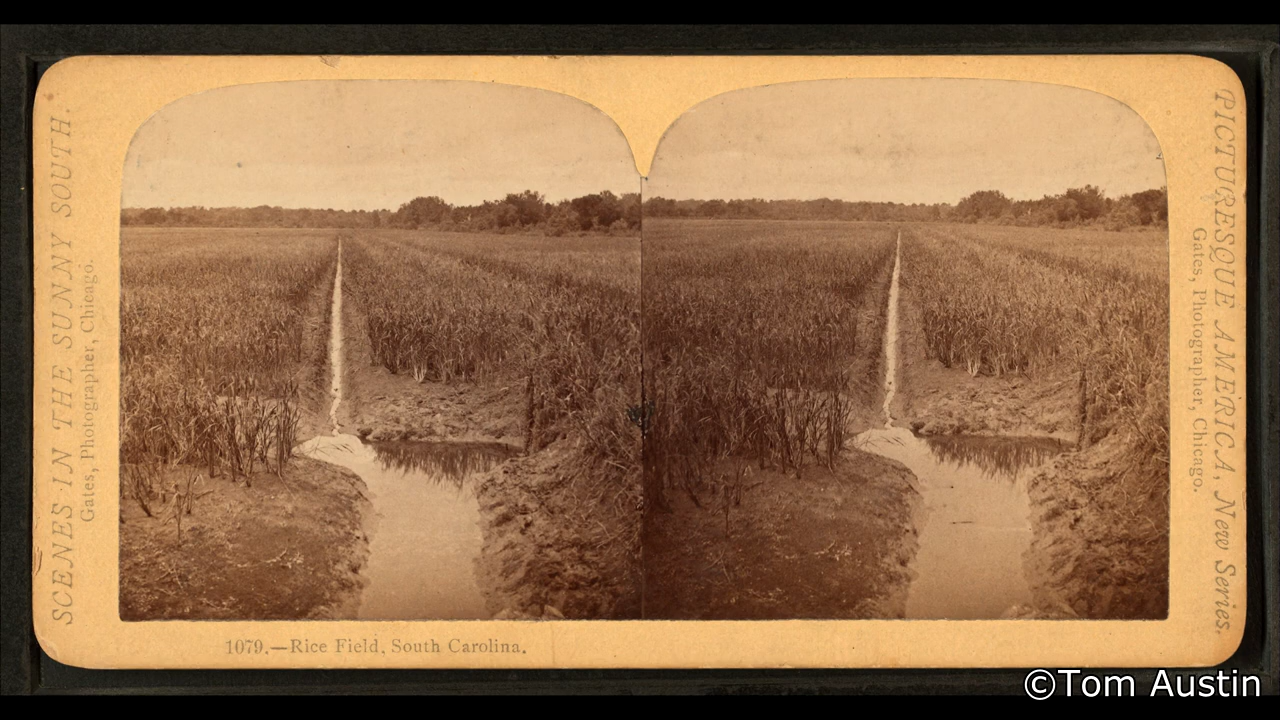 SCENES IN THE SUNNY SOUTH.
Gates, Photographer, Chicago.
PICTURESQUE AMERICA, New Series.
Gates, Photographer, Chicago.
1079.—Rice Field, South Carolina.
©Tom Austin